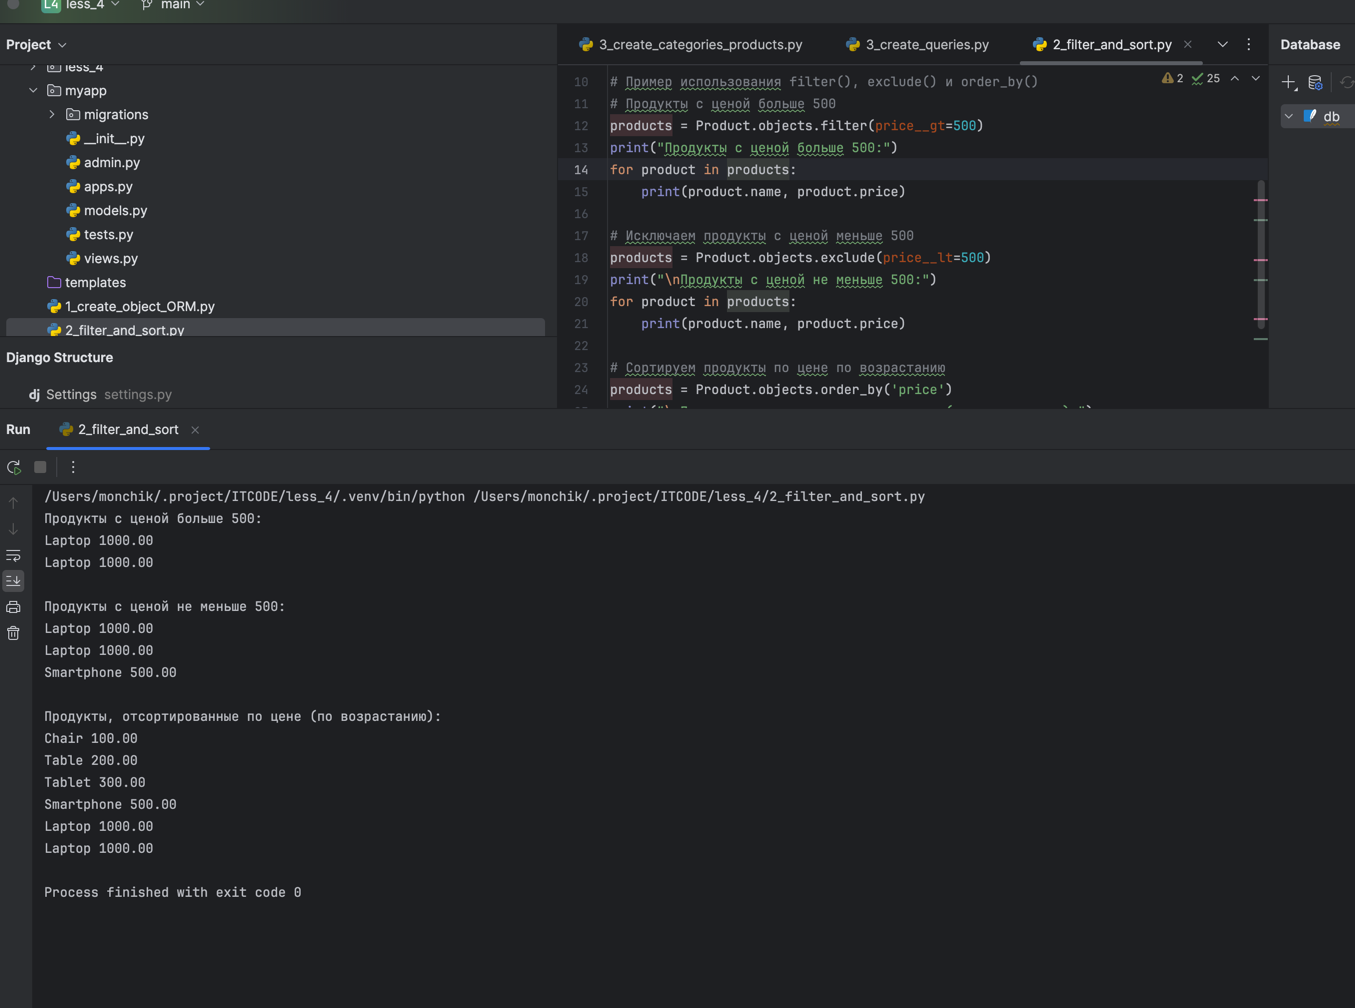 L4 less_4 main
Project
less_4
myapp
migrations
__init__.py
admin.py
apps.py
models.py
tests.py
views.py
templates
1_create_object_ORM.py
2_filter_and_sort.py
Django Structure
dj Settings settings.py
3_create_categories_products.py 3_create_queries.py 2_filter_and_sort.py
2 25
10 # Пример использования filter(), exclude() и order_by()
11 # Продукты с ценой больше 500
12 products = Product.objects.filter(price__gt=500)
13 print("Продукты с ценой больше 500:")
14 for product in products:
15 print(product.name, product.price)
16
17 # Исключаем продукты с ценой меньше 500
18 products = Product.objects.exclude(price__lt=500)
19 print("\nПродукты с ценой не меньше 500:")
20 for product in products:
21 print(product.name, product.price)
22
23 # Сортируем продукты по цене по возрастанию
24 products = Product.objects.order_by('price')
Database
db
Run 2_filter_and_sort
/Users/monchik/.project/ITCODE/less_4/.venv/bin/python /Users/monchik/.project/ITCODE/less_4/2_filter_and_sort.py
Продукты с ценой больше 500:
Laptop 1000.00
Laptop 1000.00
Продукты с ценой не меньше 500:
Laptop 1000.00
Laptop 1000.00
Smartphone 500.00
Продукты, отсортированные по цене (по возрастанию):
Chair 100.00
Table 200.00
Tablet 300.00
Smartphone 500.00
Laptop 1000.00
Laptop 1000.00
Process finished with exit code 0